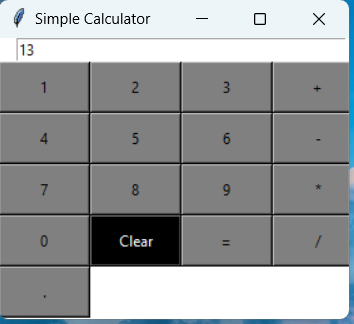 Simple Calculator
13
1 2 3 +
4 5 6 -
7 8 9 *
0 Clear = /
.